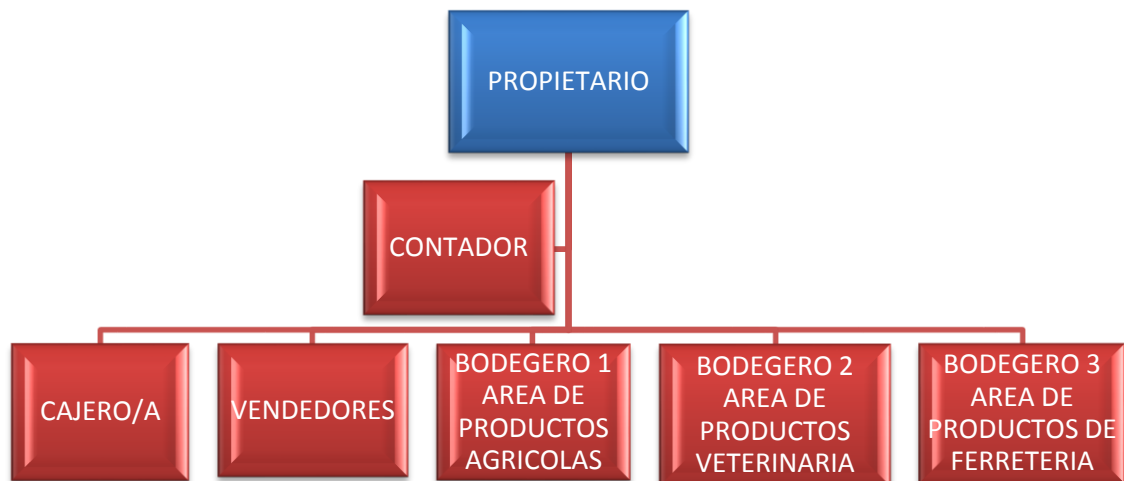 PROPIETARIO
CONTADOR
CAJERO/A
VENDEDORES
BODEGERO 1
AREA DE
PRODUCTOS
AGRICOLAS
BODEGERO 2
AREA DE
PRODUCTOS
VETERINARIA
BODEGERO 3
AREA DE
PRODUCTOS DE
FERRETERIA